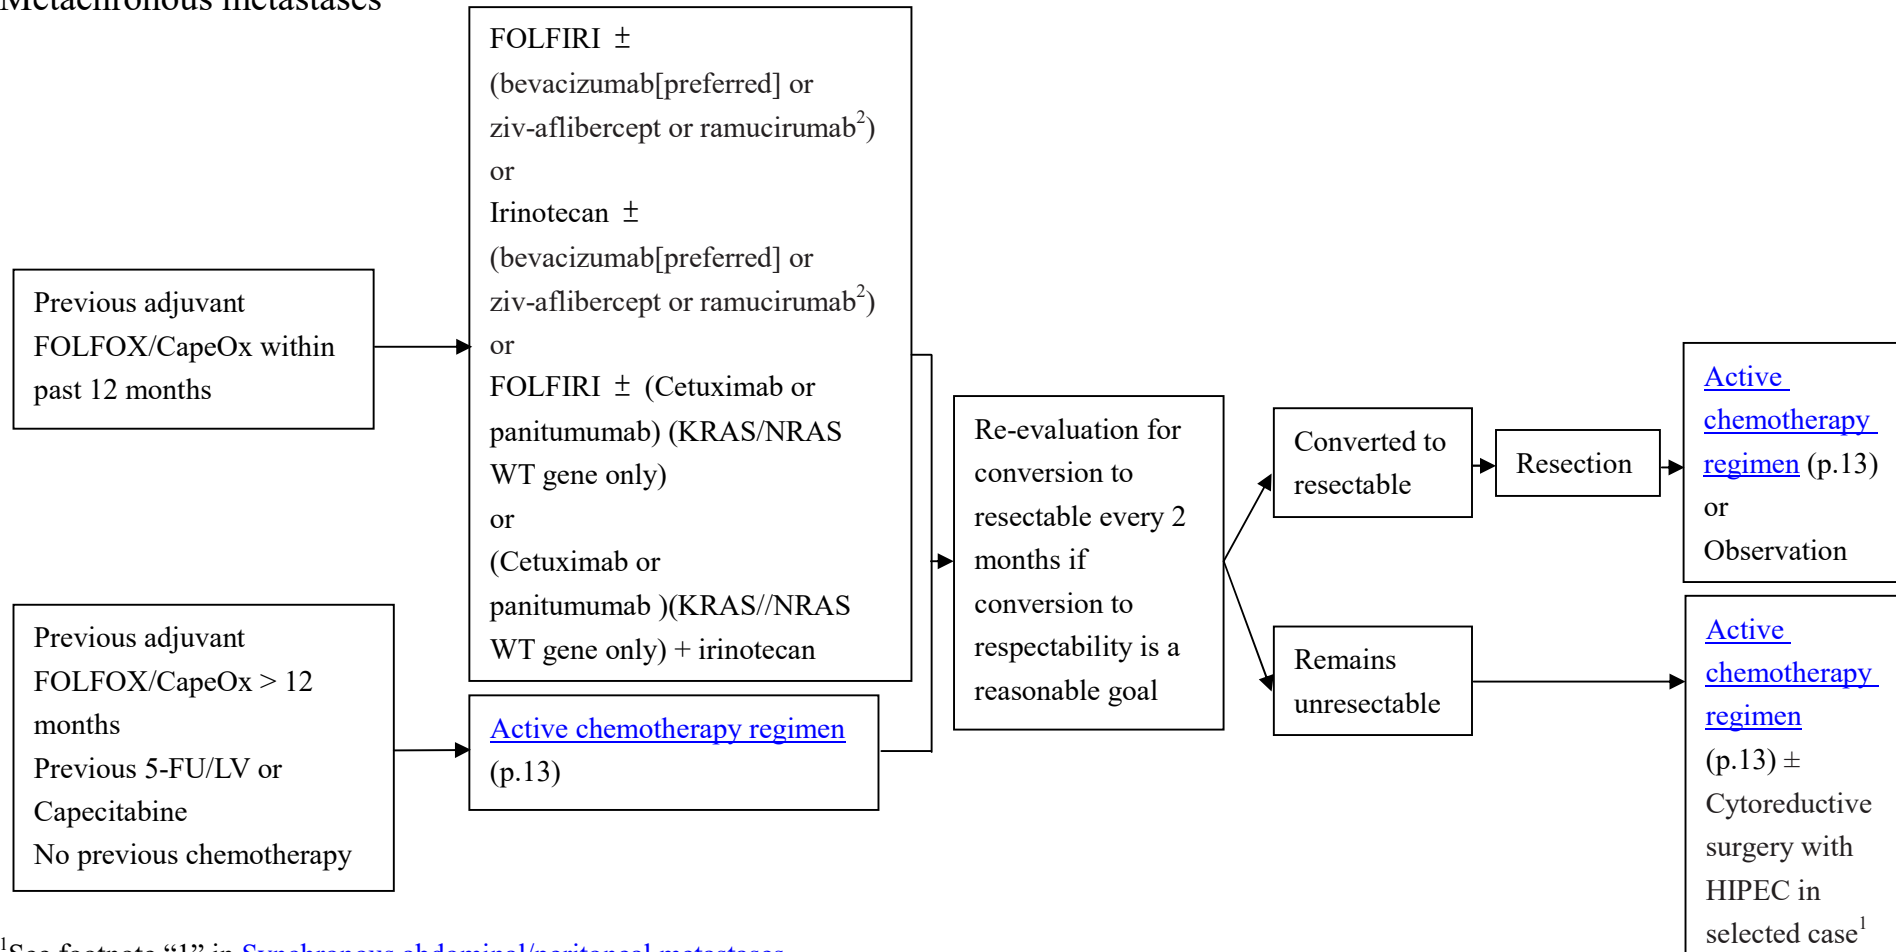 Metachronous metastases
FOLFIRI ±
(bevacizumab[preferred] or
ziv-aflibercept or ramucirumab²)
or
Irinotecan ±
(bevacizumab[preferred] or
ziv-aflibercept or ramucirumab²)
or
FOLFIRI ± (Cetuximab or
panitumumab) (KRAS/NRAS
WT gene only)
or
(Cetuximab or
panitumumab )(KRAS//NRAS
WT gene only) + irinotecan
Previous adjuvant
FOLFOX/CapeOx within
past 12 months
Previous adjuvant
FOLFOX/CapeOx > 12
months
Previous 5-FU/LV or
Capecitabine
No previous chemotherapy
Active chemotherapy regimen
(p.13)
Re-evaluation for
conversion to
resectable every 2
months if
conversion to
respectability is a
reasonable goal
Converted to
resectable
Resection
Active
chemotherapy
regimen (p.13)
or
Observation
Remains
unresectable
Active
chemotherapy
regimen
(p.13) ±
Cytoreductive
surgery with
HIPEC in
selected case¹
¹See footnote “1” in Synchronous abdominal/peritoneal metastases